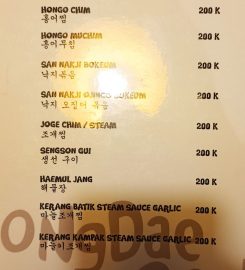 HONGO CHIM 200 K
홍어찜
HONGO MUCHIM 200 K
홍어무침
SAN NAKJI BOKEUM 200 K
낙지볶음
SAN NAKJI OJINGO BOKEUM 200 K
낙지 오징어 볶음
JOGE CHIM / STEAM 200 K
조개찜
SENGSON GUI 200 K
생선 구이
HAEMUL JANG 200 K
해물장
KERANG BATIK STEAM SAUCE GARLIC 200 K
마늘조개찜
KERANG KAMPAK STEAM SAUCE GARLIC 200 K
마늘키조개찜
ongDae